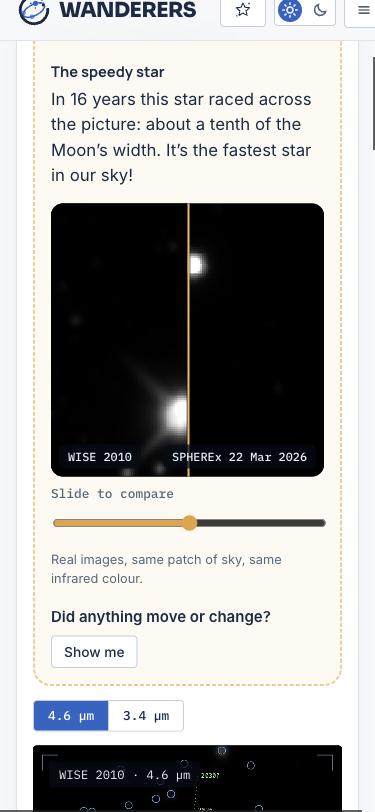 WANDERERS
The speedy star
In 16 years this star raced across
the picture: about a tenth of the
Moon’s width. It’s the fastest star
in our sky!
WISE 2010
SPHEREx 22 Mar 2026
Slide to compare
Real images, same patch of sky, same
infrared colour.
Did anything move or change?
Show me
4.6 µm
3.4 µm
WISE 2010 · 4.6 µm